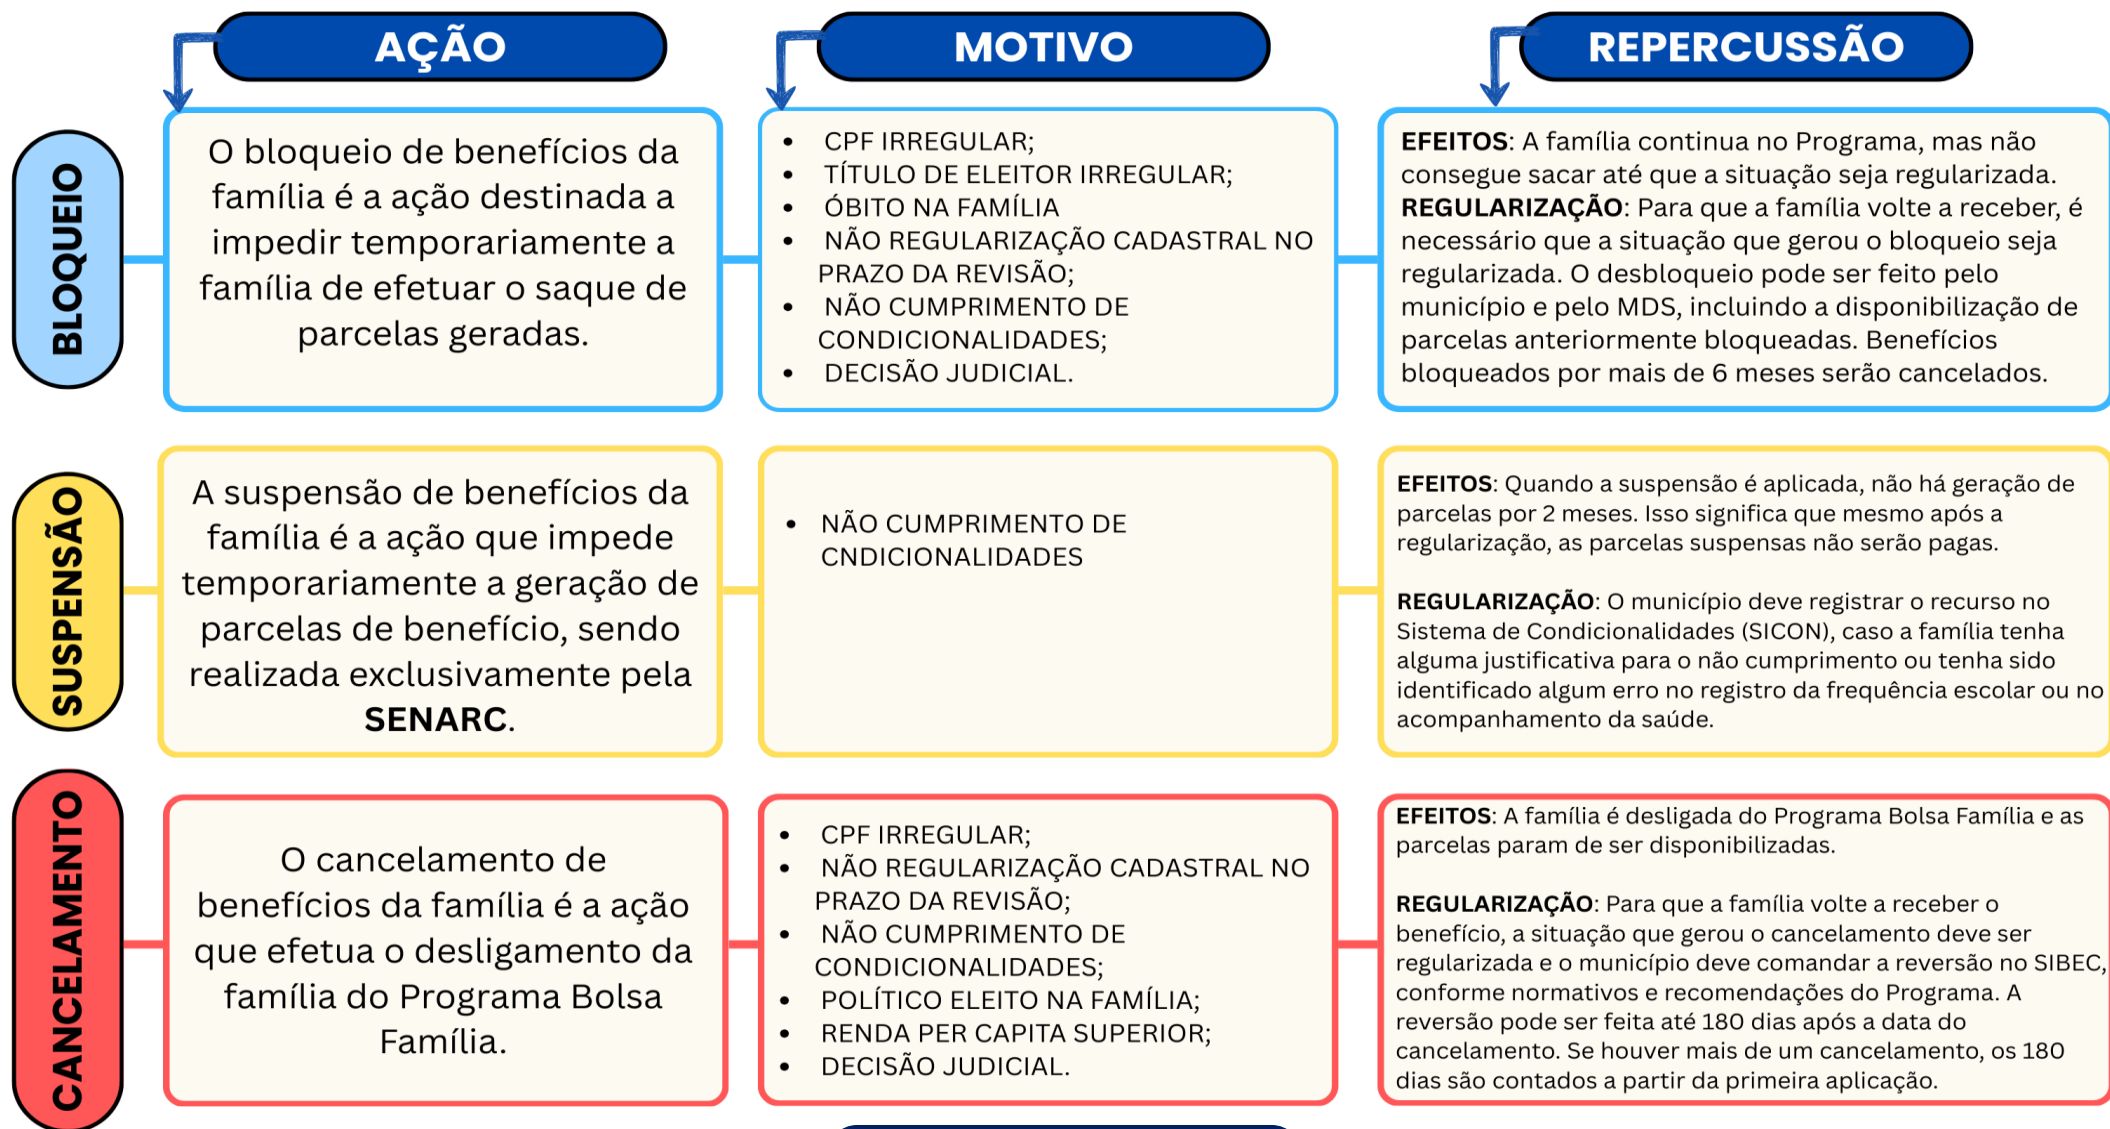 AÇÃO
MOTIVO
REPERCUSSÃO
BLOQUEIO
O bloqueio de benefícios da
família é a ação destinada a
impedir temporariamente a
família de efetuar o saque de
parcelas geradas.
• CPF IRREGULAR;
• TÍTULO DE ELEITOR IRREGULAR;
• ÓBITO NA FAMÍLIA
• NÃO REGULARIZAÇÃO CADASTRAL NO
PRAZO DA REVISÃO;
• NÃO CUMPRIMENTO DE
CONDICIONALIDADES;
• DECISÃO JUDICIAL.
EFEITOS: A família continua no Programa, mas não
consegue sacar até que a situação seja regularizada.
REGULARIZAÇÃO: Para que a família volte a receber, é
necessário que a situação que gerou o bloqueio seja
regularizada. O desbloqueio pode ser feito pelo
município e pelo MDS, incluindo a disponibilização de
parcelas anteriormente bloqueadas. Benefícios
bloqueados por mais de 6 meses serão cancelados.
SUSPENSÃO
A suspensão de benefícios da
família é a ação que impede
temporariamente a geração de
parcelas de benefício, sendo
realizada exclusivamente pela
SENARC.
• NÃO CUMPRIMENTO DE
CNDICIONALIDADES
EFEITOS: Quando a suspensão é aplicada, não há geração de
parcelas por 2 meses. Isso significa que mesmo após a
regularização, as parcelas suspensas não serão pagas.
REGULARIZAÇÃO: O município deve registrar o recurso no
Sistema de Condicionalidades (SICON), caso a família tenha
alguma justificativa para o não cumprimento ou tenha sido
identificado algum erro no registro da frequência escolar ou no
acompanhamento da saúde.
CANCELAMENTO
O cancelamento de
benefícios da família é a ação
que efetua o desligamento da
família do Programa Bolsa
Família.
• CPF IRREGULAR;
• NÃO REGULARIZAÇÃO CADASTRAL NO
PRAZO DA REVISÃO;
• NÃO CUMPRIMENTO DE
CONDICIONALIDADES;
• POLÍTICO ELEITO NA FAMÍLIA;
• RENDA PER CAPITA SUPERIOR;
• DECISÃO JUDICIAL.
EFEITOS: A família é desligada do Programa Bolsa Família e as
parcelas param de ser disponibilizadas.
REGULARIZAÇÃO: Para que a família volte a receber o
benefício, a situação que gerou o cancelamento deve ser
regularizada e o município deve comandar a reversão no SIBEC,
conforme normativos e recomendações do Programa. A
reversão pode ser feita até 180 dias após a data do
cancelamento. Se houver mais de um cancelamento, os 180
dias são contados a partir da primeira aplicação.